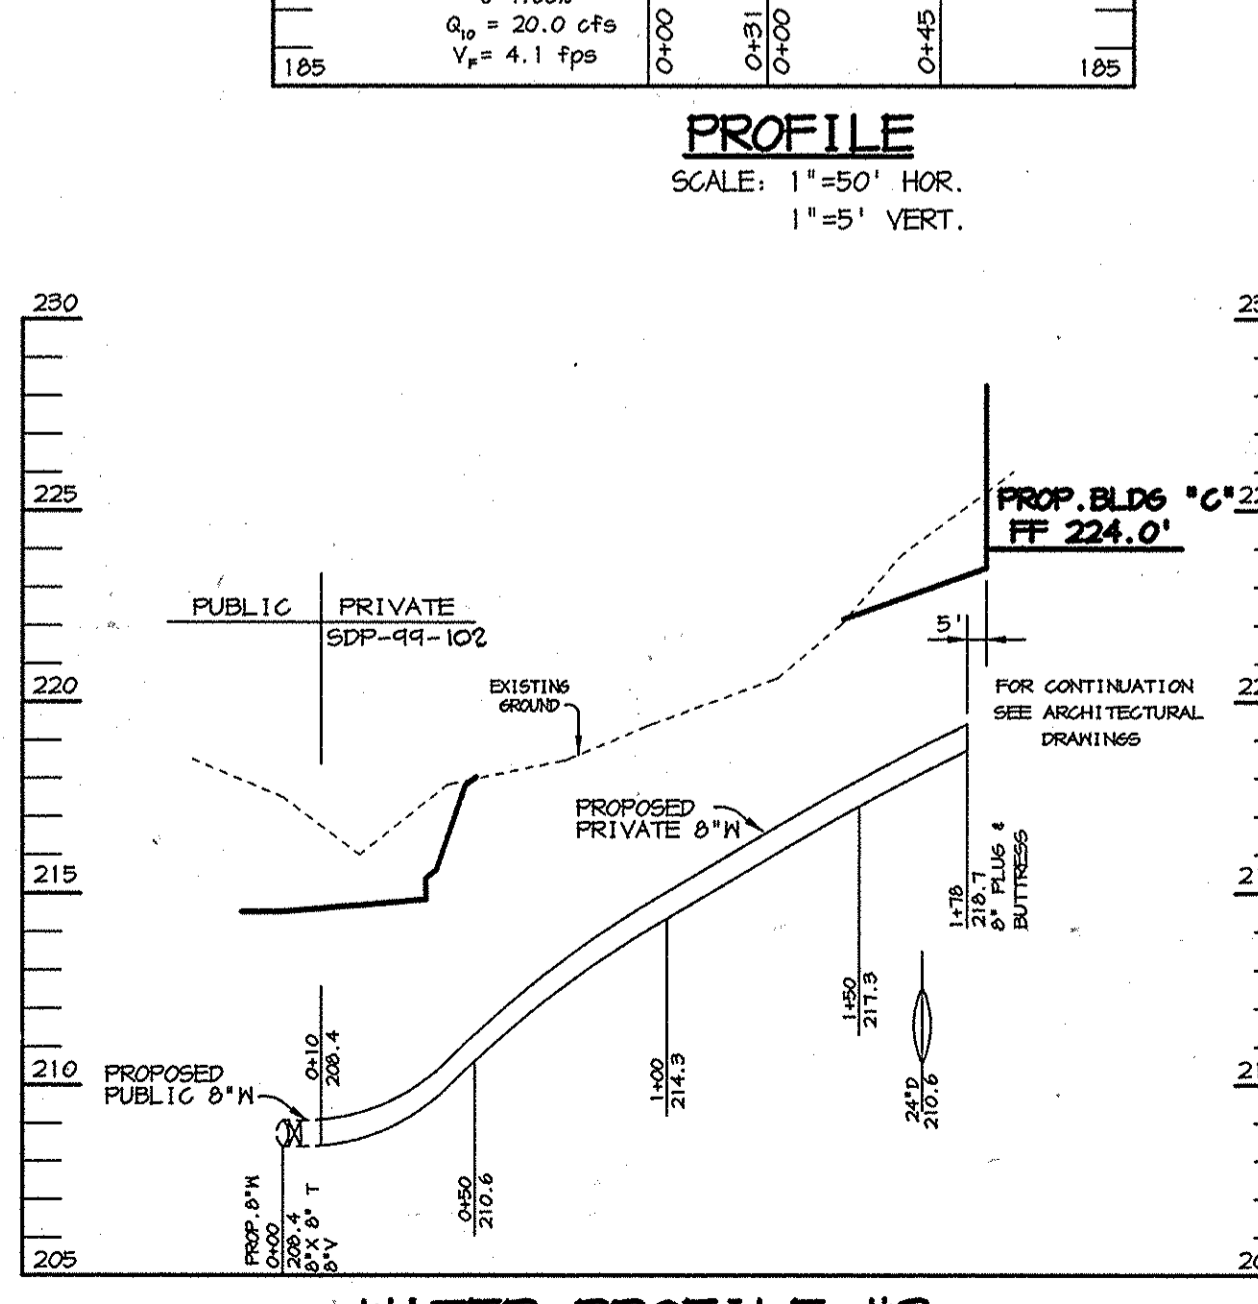 Q10 = 20.0 cfs
VF= 4.1 fps
185
0+00
0+31
0+00
0+45
185
PROFILE
SCALE: 1"=50' HOR.
1"=5' VERT.
230
225
PROP.BLDG "C"
FF 224.0'
PUBLIC
PRIVATE
SDP-99-102
5'
220
EXISTING
GROUND
FOR CONTINUATION
SEE ARCHITECTURAL
DRAWINGS
PROPOSED
PRIVATE 8"W
215
1+78
218.7
8" PLUG &
BUTTRESS
1+50
217.3
0+10
208.4
1+00
214.3
24"D
210.6
210
PROPOSED
PUBLIC 8"W
PROP.8"W
0+00
208.4
8"X 8" T
8"V
0+50
210.6
205